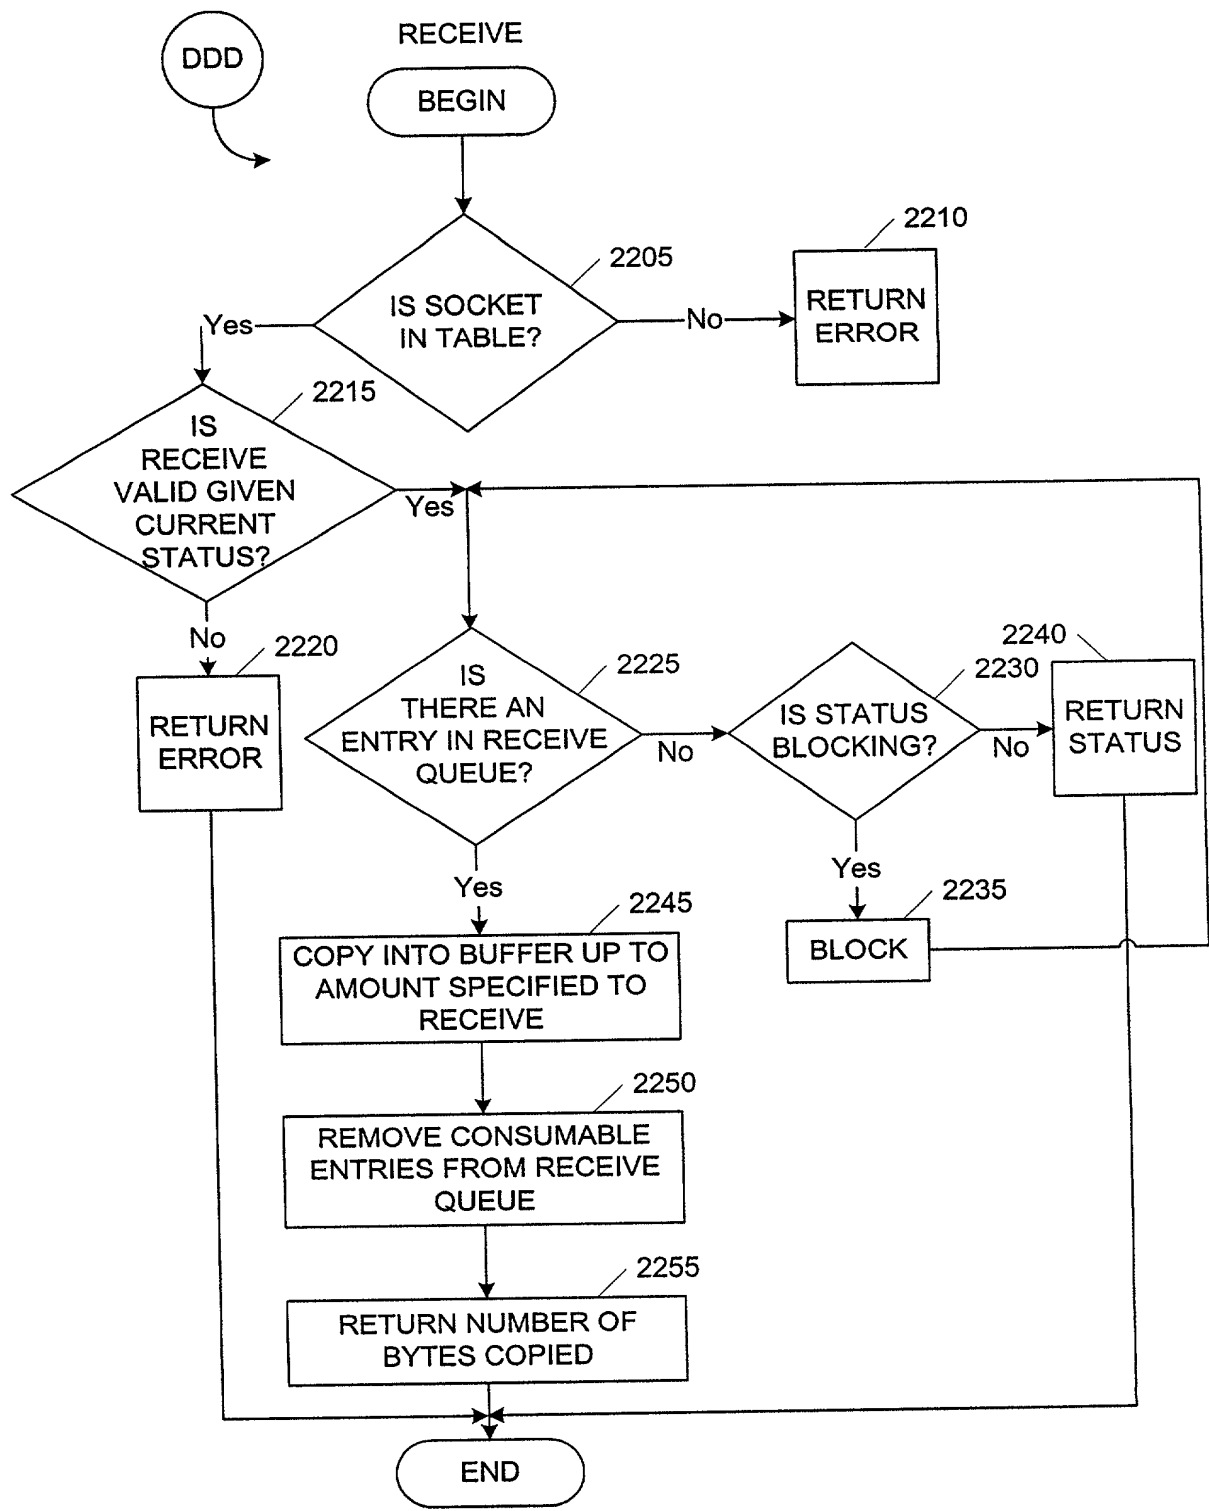 DDD
RECEIVE
BEGIN
2205
IS SOCKET
IN TABLE?
2210
RETURN
ERROR
No
Yes
2215
IS
RECEIVE
VALID GIVEN
CURRENT
STATUS?
Yes
No
2220
RETURN
ERROR
2225
IS
THERE AN
ENTRY IN RECEIVE
QUEUE?
No
2230
IS STATUS
BLOCKING?
No
2240
RETURN
STATUS
Yes
2235
BLOCK
Yes
2245
COPY INTO BUFFER UP TO
AMOUNT SPECIFIED TO
RECEIVE
2250
REMOVE CONSUMABLE
ENTRIES FROM RECEIVE
QUEUE
2255
RETURN NUMBER OF
BYTES COPIED
END